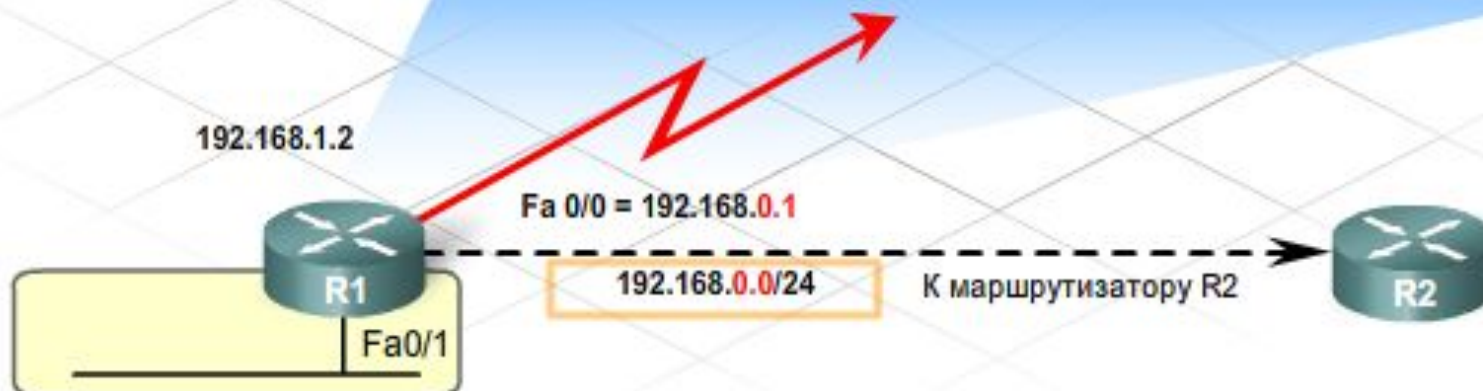 192.168.1.2
Fa 0/0 = 192.168.0.1
192.168.0.0/24
К маршрутизатору R2
R1
R2
Fa0/1